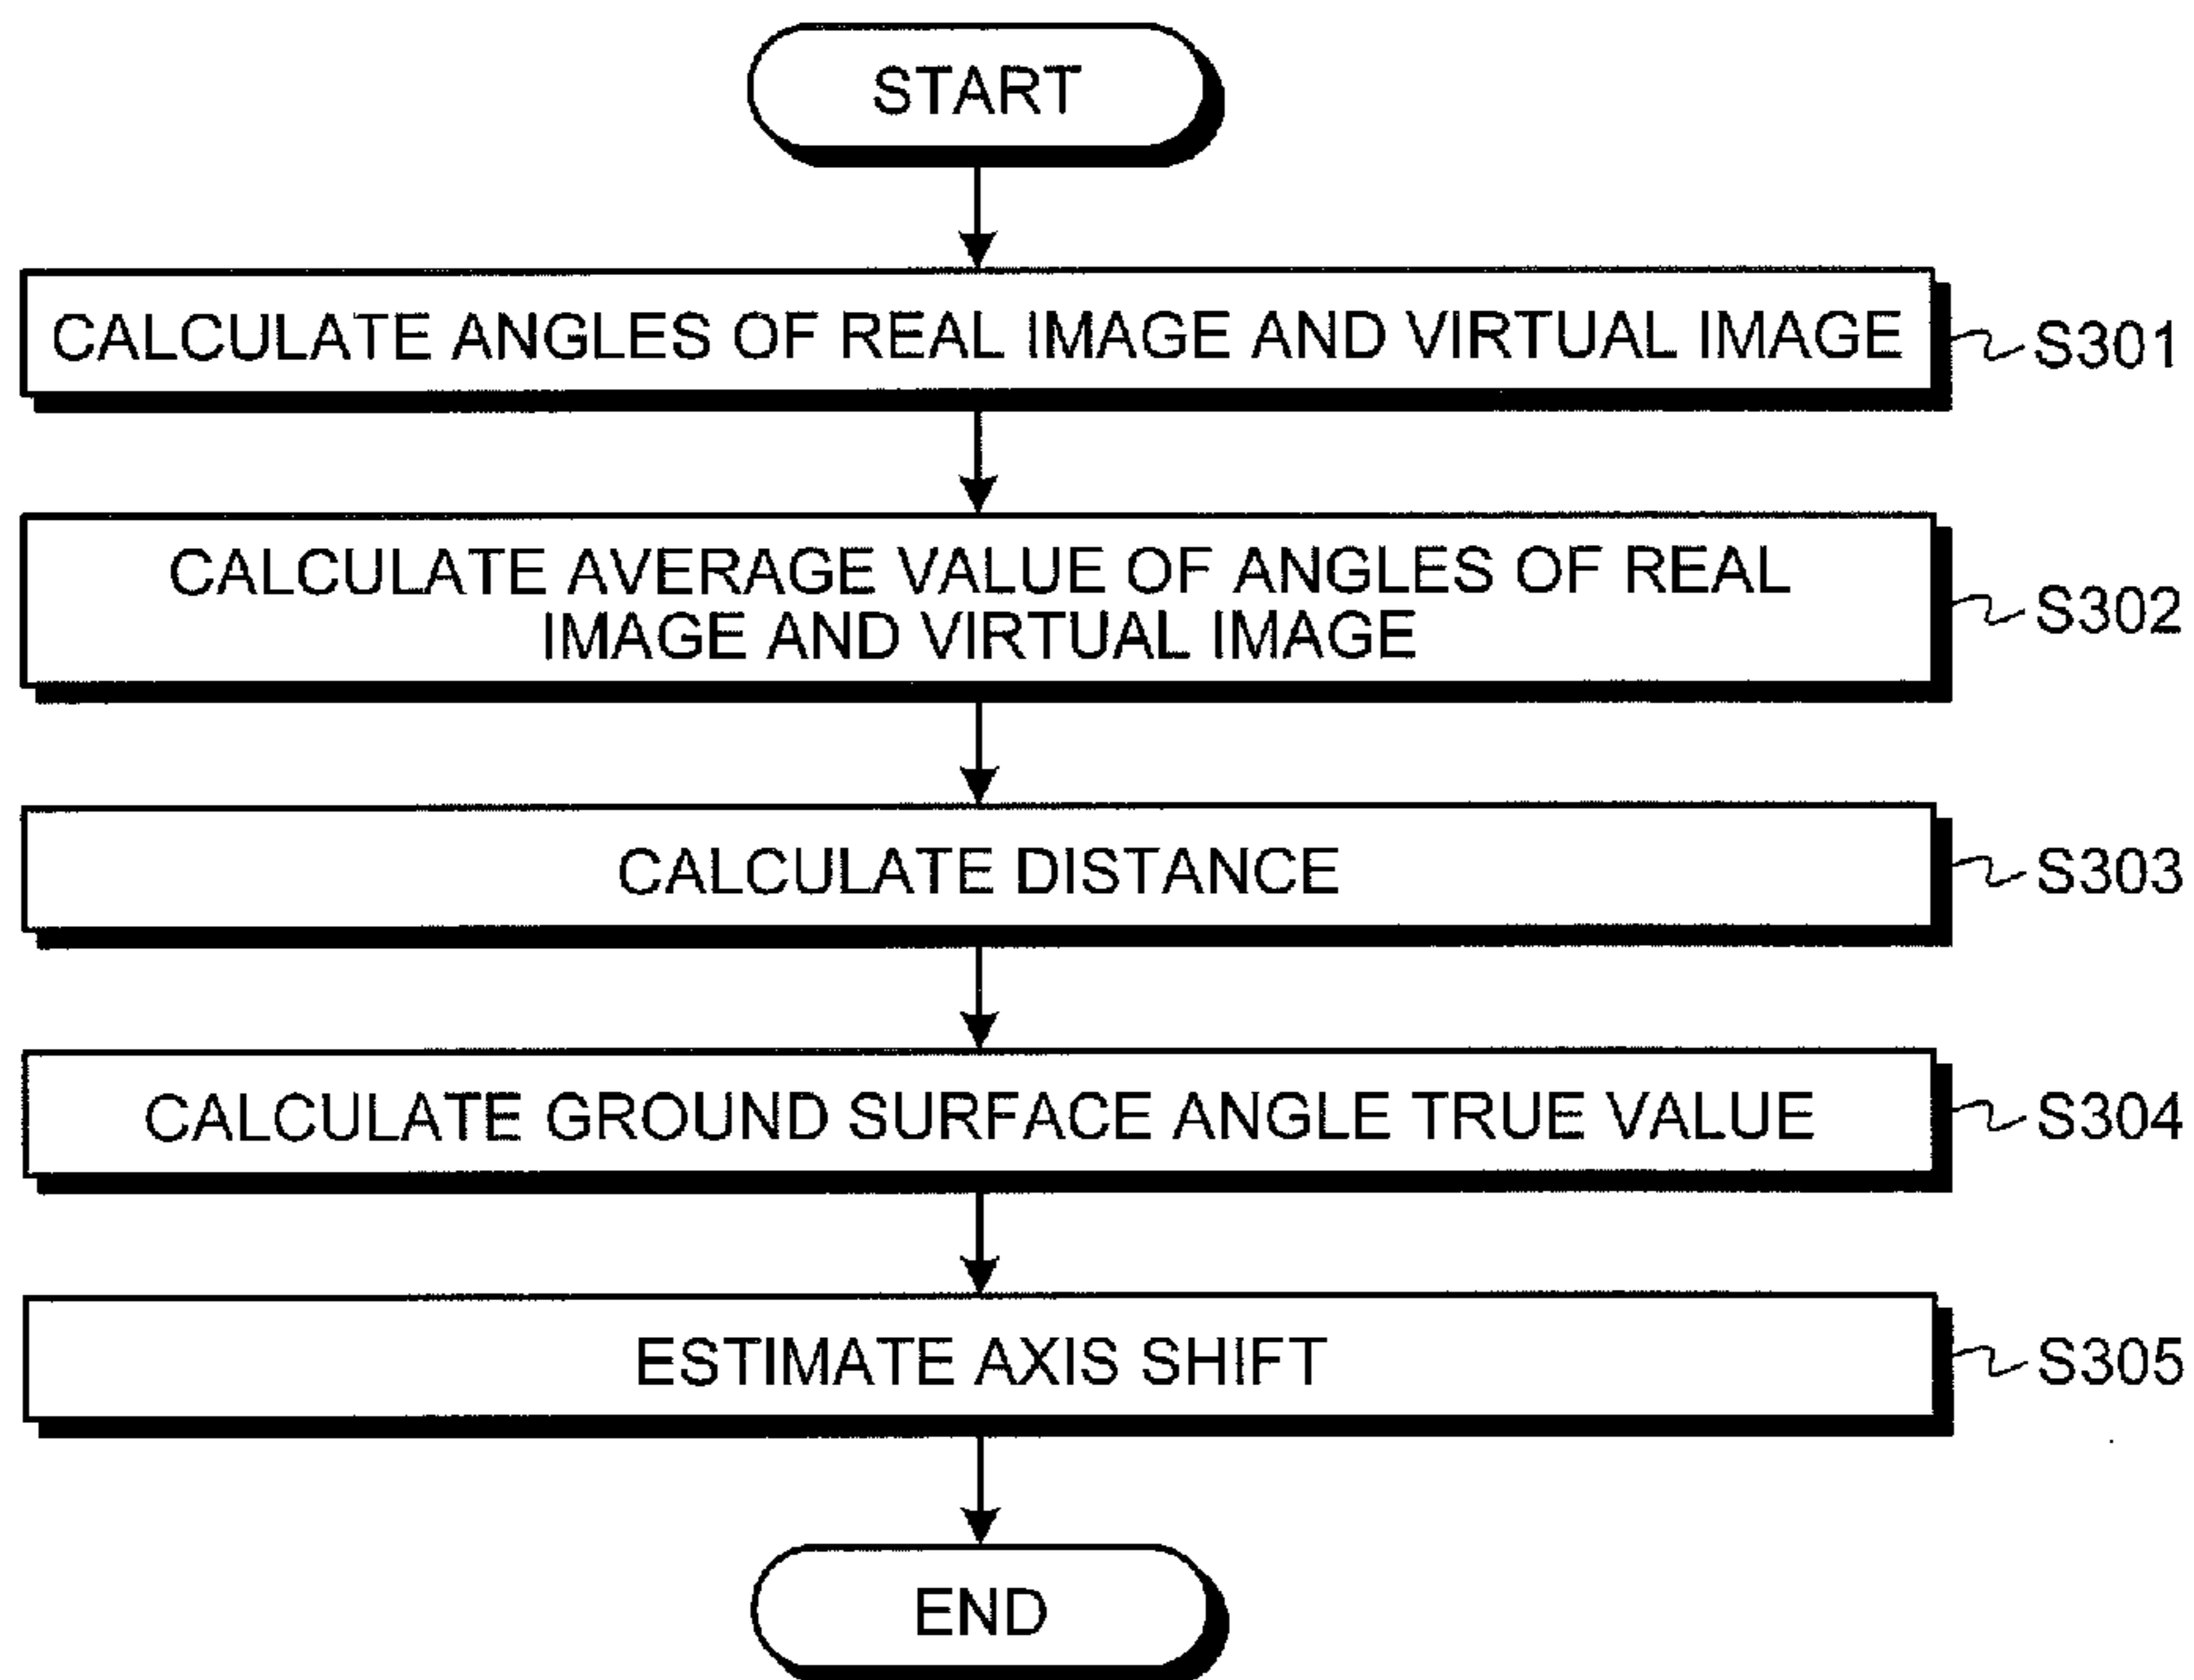 START
CALCULATE ANGLES OF REAL IMAGE AND VIRTUAL IMAGE
S301
CALCULATE AVERAGE VALUE OF ANGLES OF REAL
IMAGE AND VIRTUAL IMAGE
S302
CALCULATE DISTANCE
S303
CALCULATE GROUND SURFACE ANGLE TRUE VALUE
S304
ESTIMATE AXIS SHIFT
S305
END